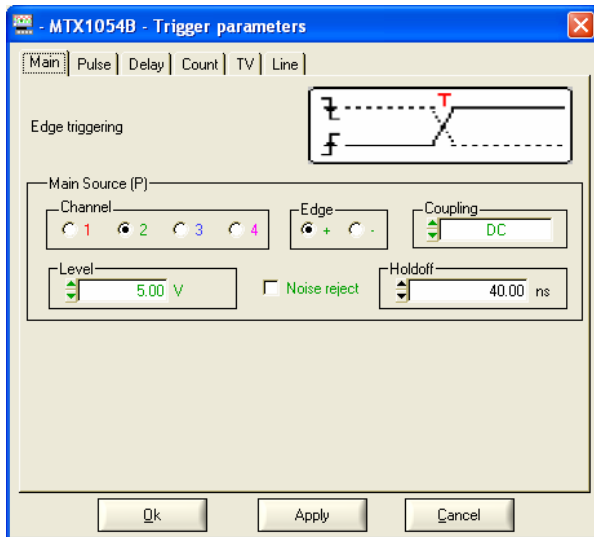 - MTX1054B - Trigger parameters
Main Pulse Delay Count TV Line
T
Edge triggering
Main Source (P)
Channel Edge Coupling
1 2 3 4 + - DC
Level Holdoff
5.00 V Noise reject 40.00 ns
Ok Apply Cancel